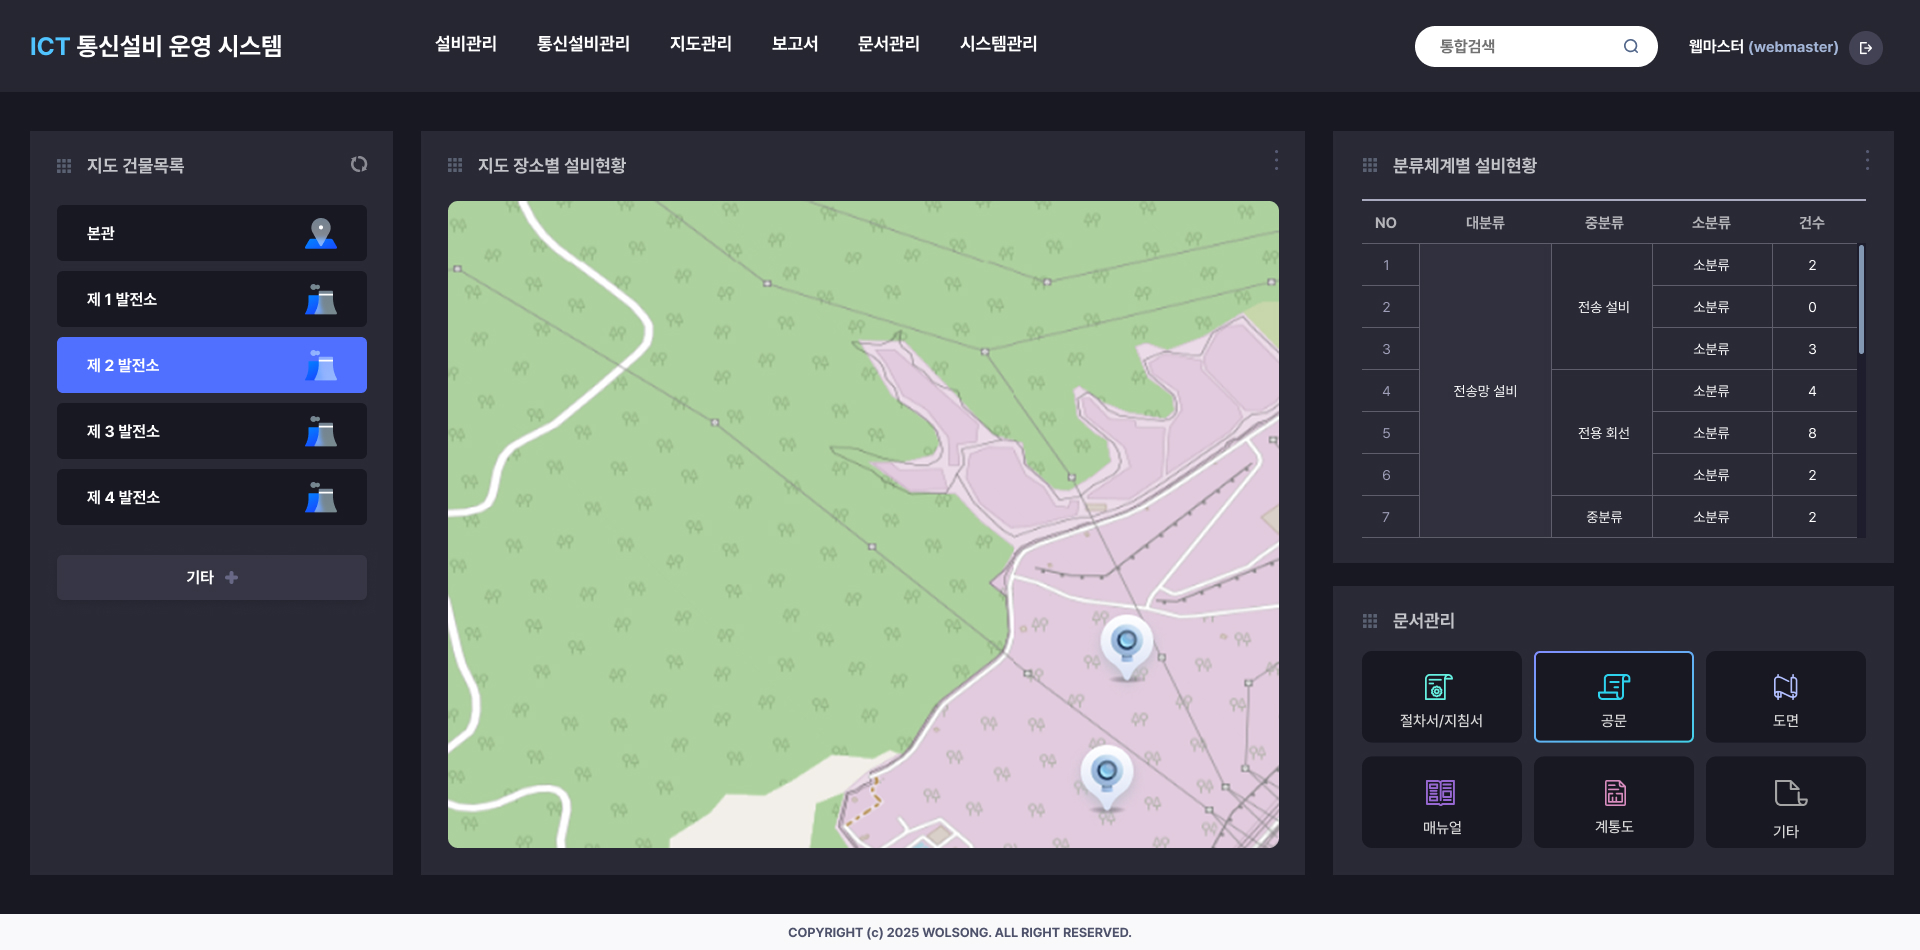 ICT 통신설비 운영 시스템
설비관리 통신설비관리 지도관리 보고서 문서관리 시스템관리
통합검색
웹마스터 (webmaster)
지도 건물목록
본관
제 1 발전소
제 2 발전소
제 3 발전소
제 4 발전소
기타
지도 장소별 설비현황
분류체계별 설비현황
NO 대분류 중분류 소분류 건수
1 전송망 설비 전송 설비 소분류 2
2 소분류 0
3 소분류 3
4 전용 회선 소분류 4
5 소분류 8
6 소분류 2
7 중분류 소분류 2
문서관리
절차서/지침서 공문 도면
매뉴얼 계통도 기타
COPYRIGHT (c) 2025 WOLSONG. ALL RIGHT RESERVED.